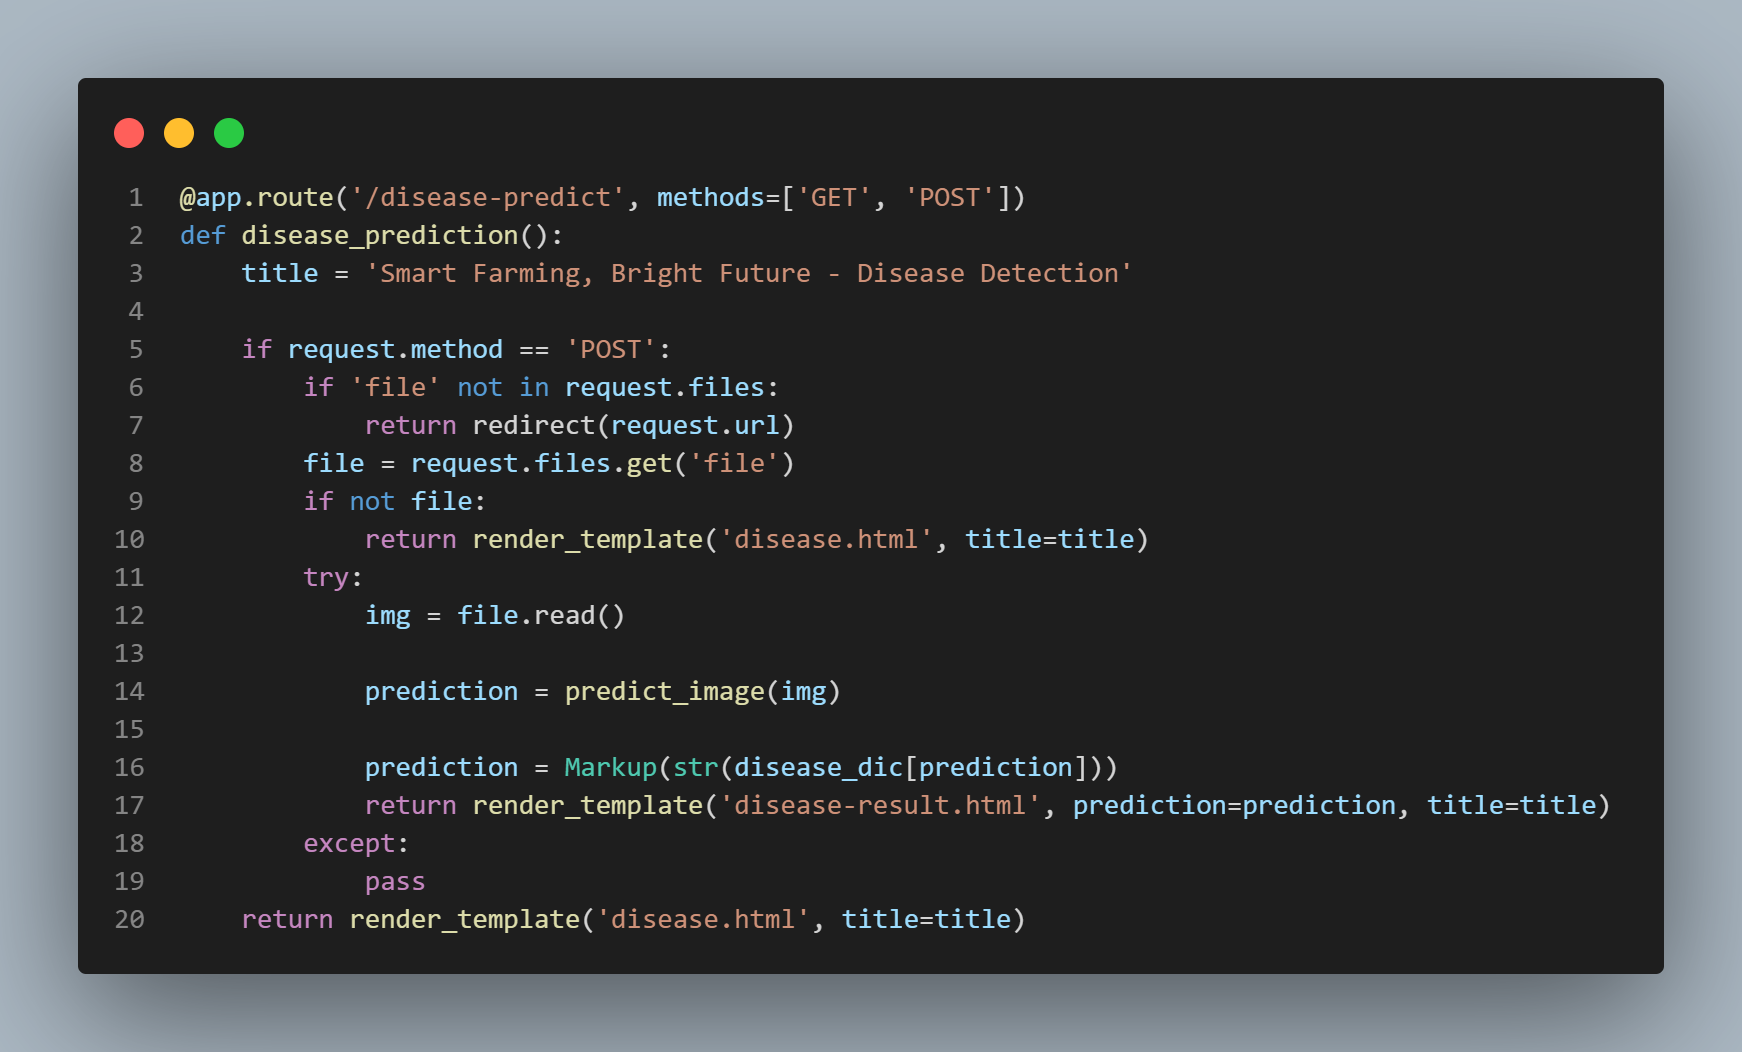 1 @app.route('/disease-predict', methods=['GET', 'POST'])
2 def disease_prediction():
3     title = 'Smart Farming, Bright Future - Disease Detection'
4
5     if request.method == 'POST':
6         if 'file' not in request.files:
7             return redirect(request.url)
8         file = request.files.get('file')
9         if not file:
10             return render_template('disease.html', title=title)
11         try:
12             img = file.read()
13
14             prediction = predict_image(img)
15
16             prediction = Markup(str(disease_dic[prediction]))
17             return render_template('disease-result.html', prediction=prediction, title=title)
18         except:
19             pass
20     return render_template('disease.html', title=title)